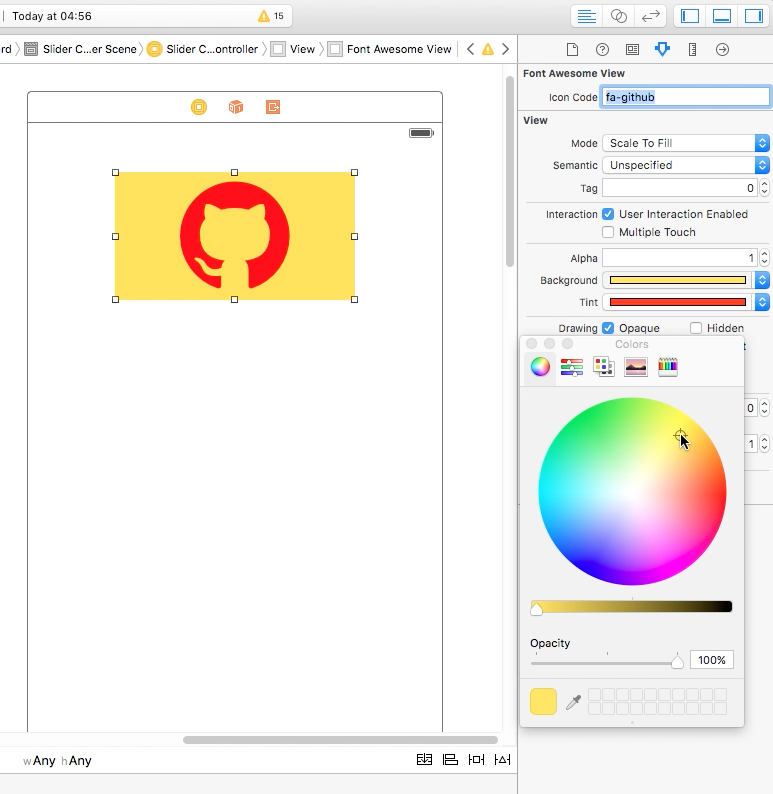 Today at 04:56
15
rd
Slider C...er Scene
Slider C...ontroller
View
Font Awesome View
Font Awesome View
Icon Code
fa-github
View
Mode
Scale To Fill
Semantic
Unspecified
Tag
0
Interaction
User Interaction Enabled
Multiple Touch
Alpha
1
Background
Tint
Drawing
Opaque
Hidden
Colors
t
0
1
Opacity
100%
wAny hAny